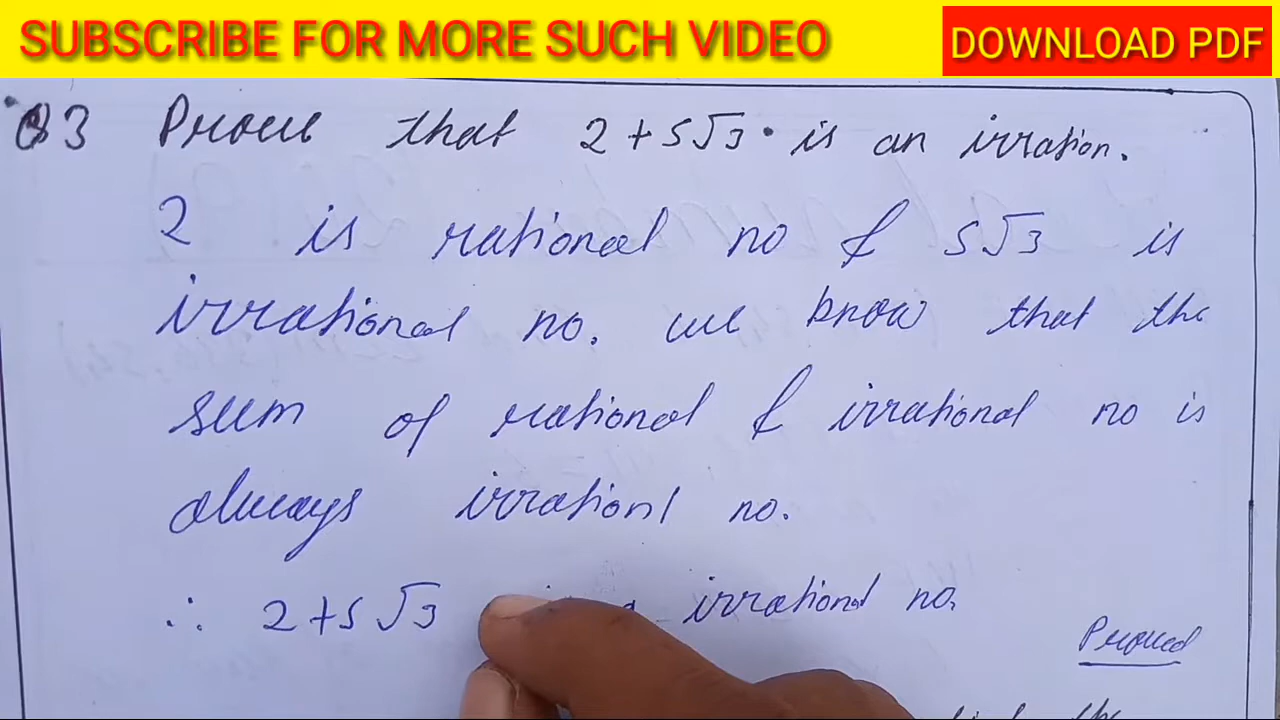 SUBSCRIBE FOR MORE SUCH VIDEO
DOWNLOAD PDF
Q3 Prove that 2+5√3 is an irration.
2 is rational no & 5√3 is
irrational no. we know that the
sum of rational & irrational no is
always irrationl no.
∴ 2+5√3 irrational no.
Proved
the